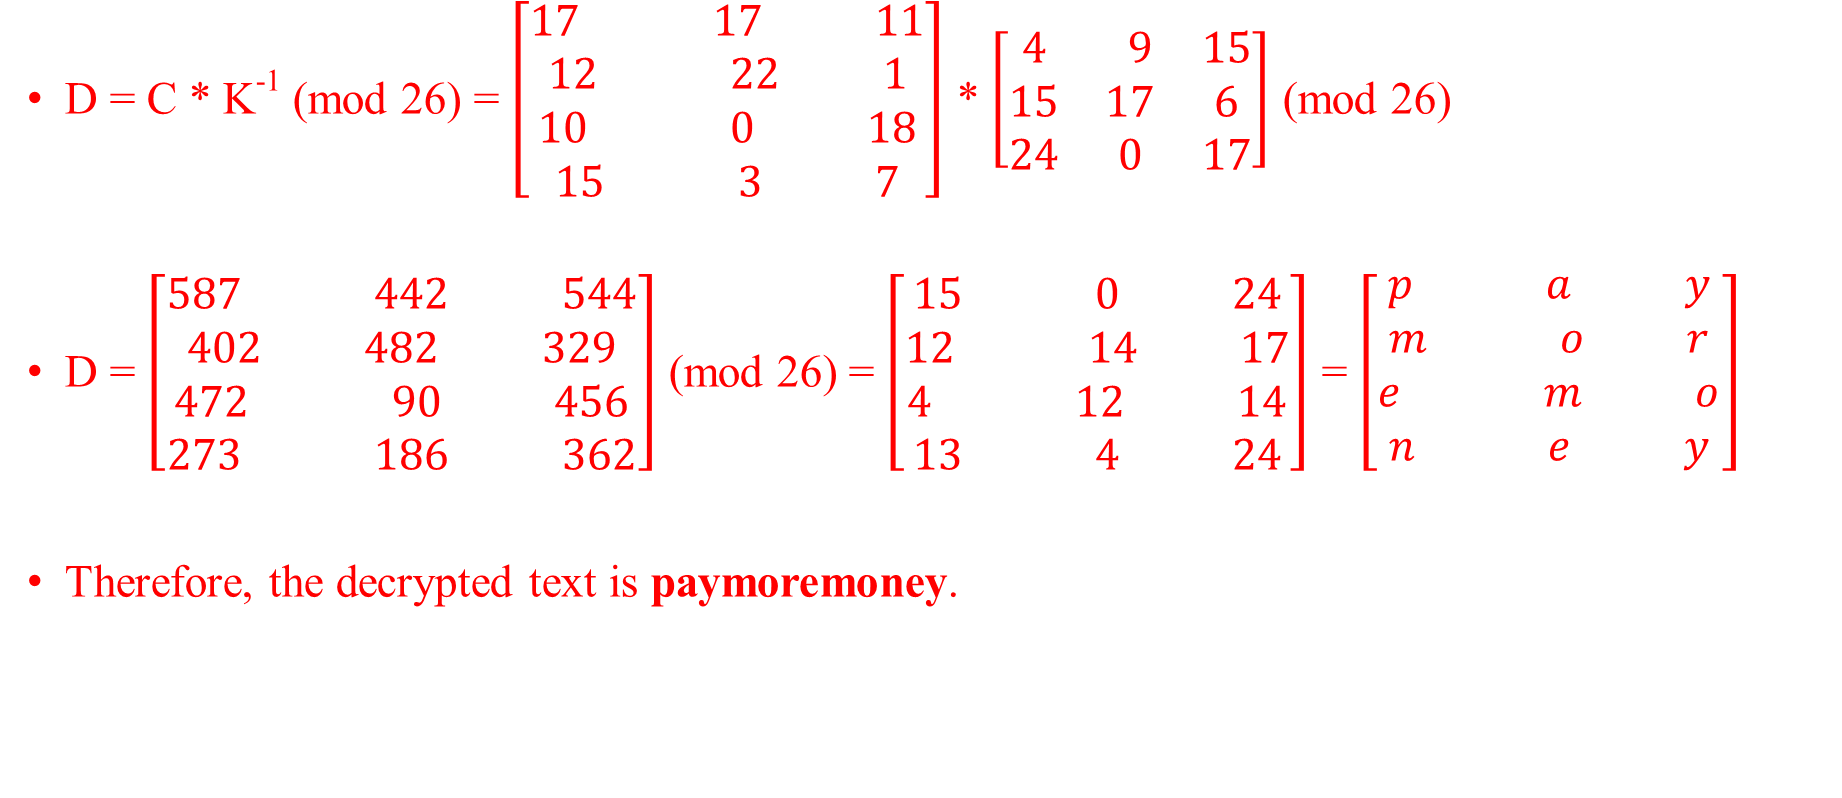 • D = C * K⁻¹ (mod 26) = [17 17 11; 12 22 1; 10 0 18; 15 3 7] * [4 9 15; 15 17 6; 24 0 17] (mod 26)
• D = [587 442 544; 402 482 329; 472 90 456; 273 186 362] (mod 26) = [15 0 24; 12 14 17; 4 12 14; 13 4 24] = [p a y; m o r; e m o; n e y]
• Therefore, the decrypted text is paymoremoney.